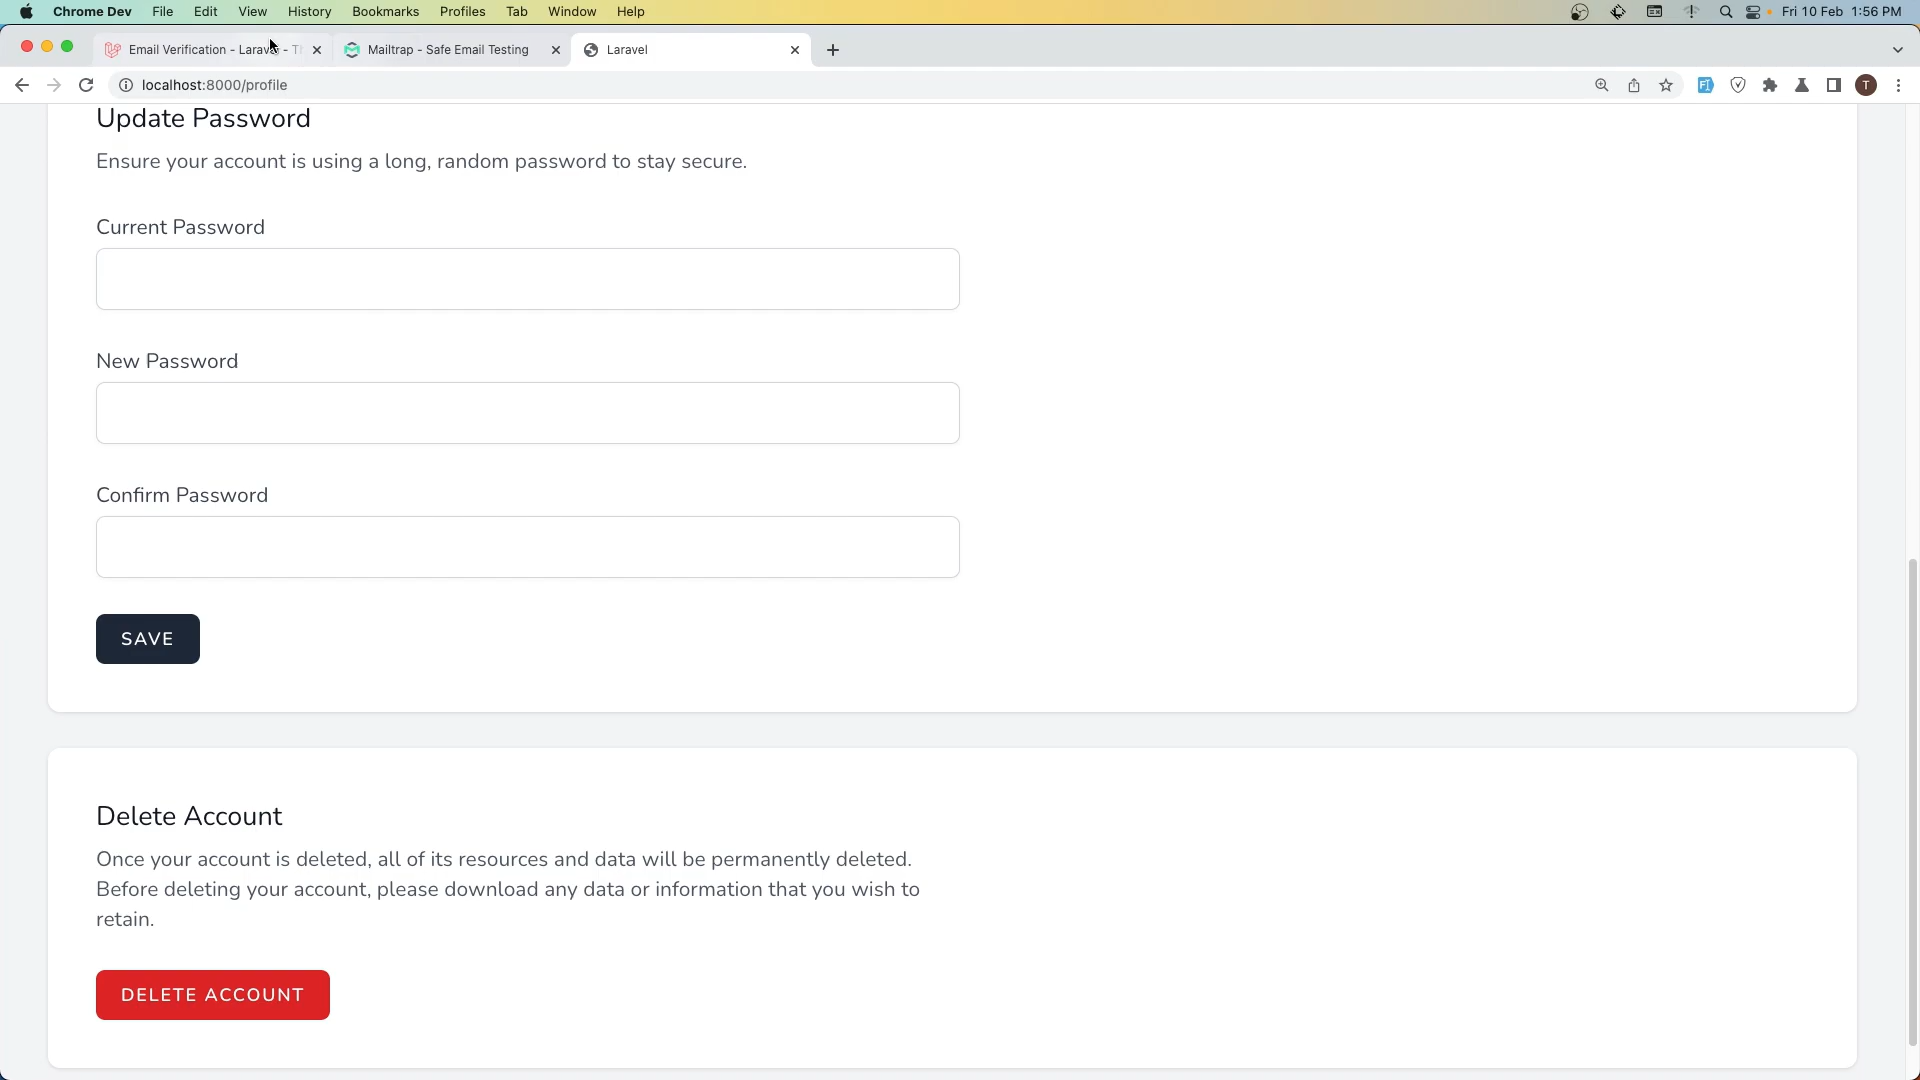 Chrome Dev File Edit View History Bookmarks Profiles Tab Window Help Fri 10 Feb 1:56 PM
Email Verification - Laravel - Th Mailtrap - Safe Email Testing Laravel
localhost:8000/profile T
Update Password
Ensure your account is using a long, random password to stay secure.
Current Password
New Password
Confirm Password
SAVE
Delete Account
Once your account is deleted, all of its resources and data will be permanently deleted.
Before deleting your account, please download any data or information that you wish to
retain.
DELETE ACCOUNT